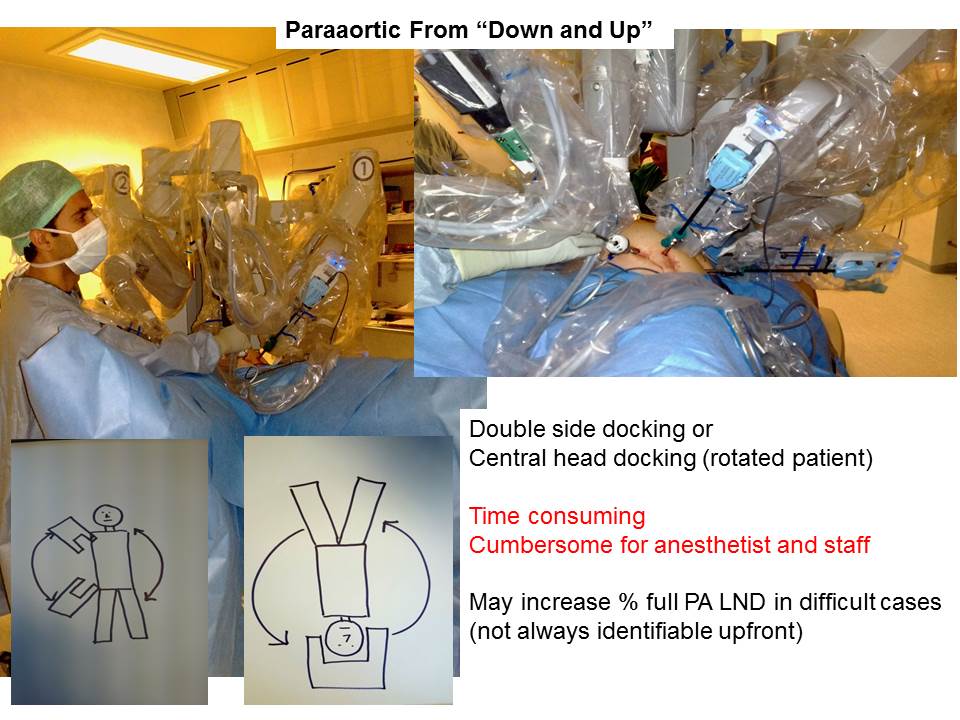 Paraaortic From “Down and Up”
2
1
Double side docking or
Central head docking (rotated patient)
Time consuming
Cumbersome for anesthetist and staff
May increase % full PA LND in difficult cases
(not always identifiable upfront)